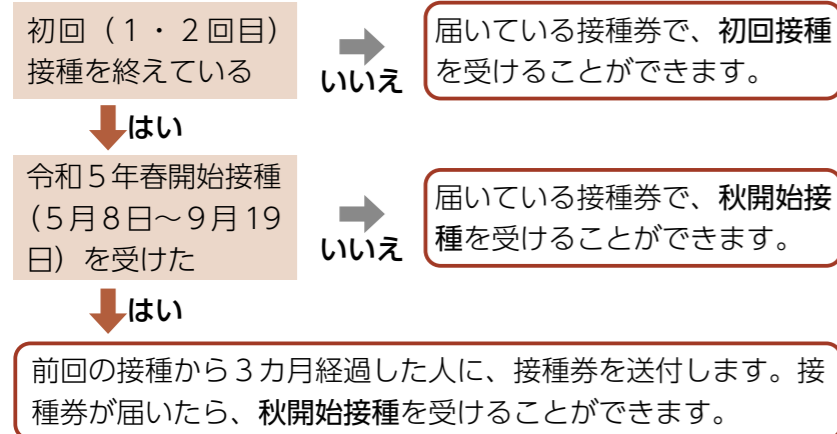 初回（１・２回目）
接種を終えている
いいえ
届いている接種券で、初回接種
を受けることができます。
はい
令和５年春開始接種
（５月８日～９月19
日）を受けた
いいえ
届いている接種券で、秋開始接
種を受けることができます。
はい
前回の接種から３カ月経過した人に、接種券を送付します。接
種券が届いたら、秋開始接種を受けることができます。